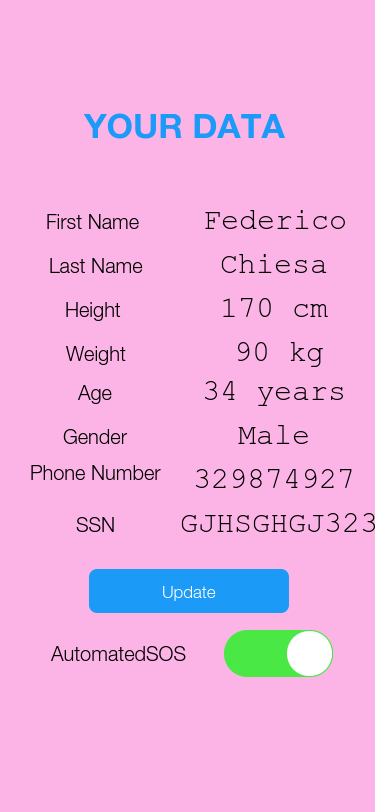 YOUR DATA
First Name Federico
Last Name Chiesa
Height 170 cm
Weight 90 kg
Age 34 years
Gender Male
Phone Number 329874927
SSN GJHSGHGJ323
Update
AutomatedSOS